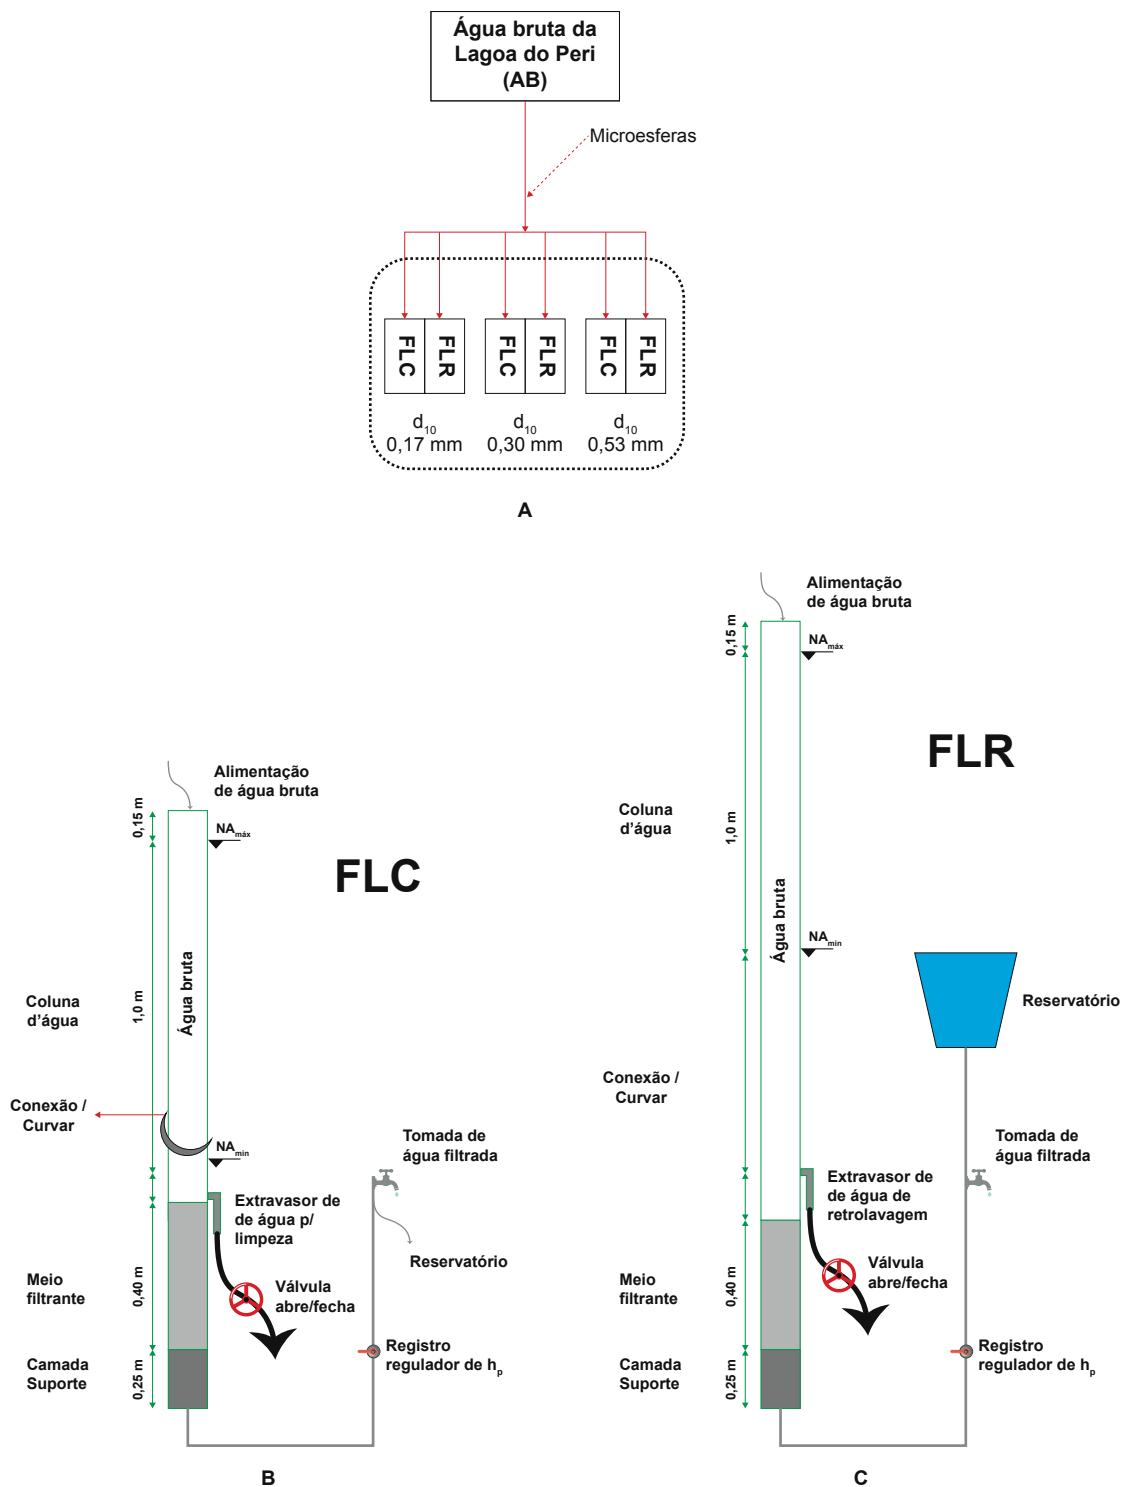 Água bruta da
Lagoa do Peri
(AB)
Microesferas
FLC
FLR
FLC
FLR
FLC
FLR
d10
0,17 mm
d10
0,30 mm
d10
0,53 mm
A
Alimentação
de água bruta
0,15 m
NAmáx
FLC
Água bruta
Coluna
d'água
1,0 m
Conexão /
Curvar
NAmin
Tomada de
água filtrada
Extravasor de
de água p/
limpeza
Reservatório
Meio
filtrante
0,40 m
Válvula
abre/fecha
Registro
regulador de hp
Camada
Suporte
0,25 m
B
Alimentação
de água bruta
0,15 m
NAmáx
FLR
Coluna
d'água
1,0 m
Água bruta
NAmin
Reservatório
Conexão /
Curvar
Tomada de
água filtrada
Extravasor de
de água de
retrolavagem
Meio
filtrante
0,40 m
Válvula
abre/fecha
Registro
regulador de hp
Camada
Suporte
0,25 m
C